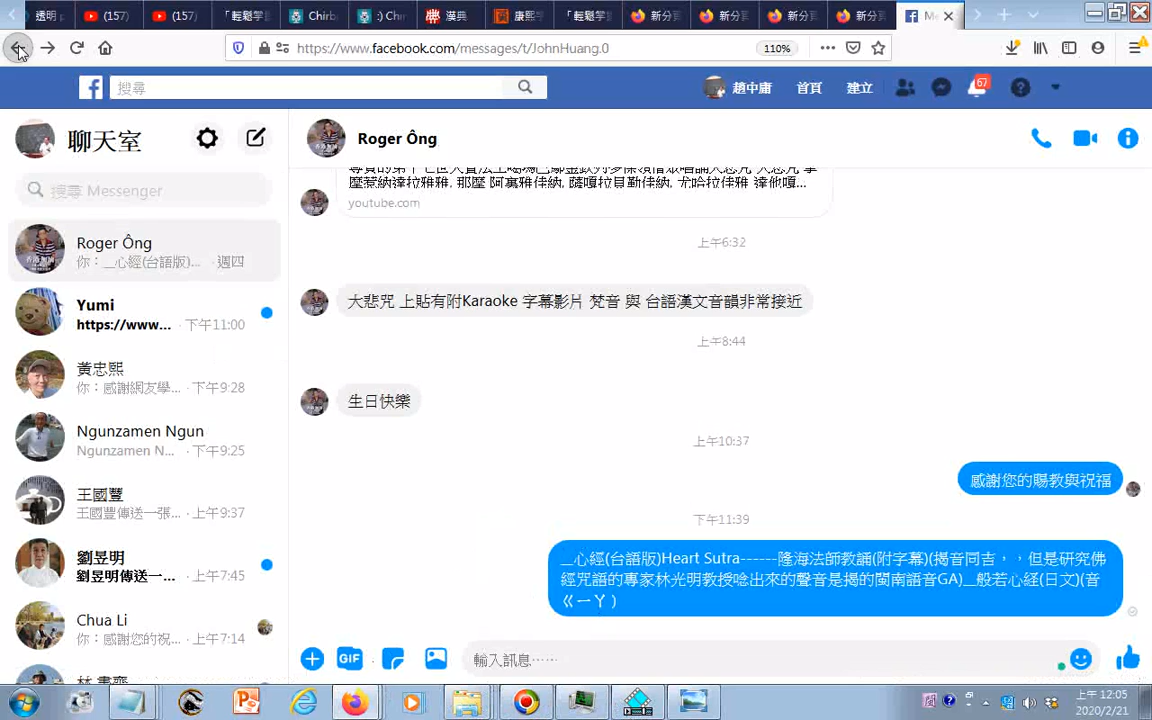 透明
(157)
(157)
「輕鬆學
Chirb
:) Chi
漢典
康熙字
「輕鬆學
新分
新分
新分
新分
https://www.facebook.com/messages/t/JohnHuang.0
110%
搜尋
趙中庸
首頁
建立
67
聊天室
搜尋 Messenger
Roger Ông
你：__心經(台語版)... · 週四
Yumi
https://www... · 下午11:00
黃忠熙
你：感謝網友學... · 下午9:28
Ngunzamen Ngun
Ngunzamen N... · 下午9:25
王國豐
王國豐傳送一張... · 上午9:37
劉昱明
劉昱明傳送一... · 上午7:45
Chua Li
你：感謝您的祝... · 上午7:14
Roger Ông
youtube.com
上午6:32
大悲咒 上貼有附Karaoke 字幕影片 梵音 與 台語漢文音韻非常接近
上午8:44
生日快樂
上午10:37
感謝您的賜教與祝福
下午11:39
__心經(台語版)Heart Sutra------隆海法師教誦(附字幕)(揭音同吉，，但是研究佛
經咒語的專家林光明教授唸出來的聲音是揭的閩南語音GA)__般若心經(日文)(音
ㄍㄧㄚ）
GIF
輸入訊息······
上午 12:05
2020/2/21